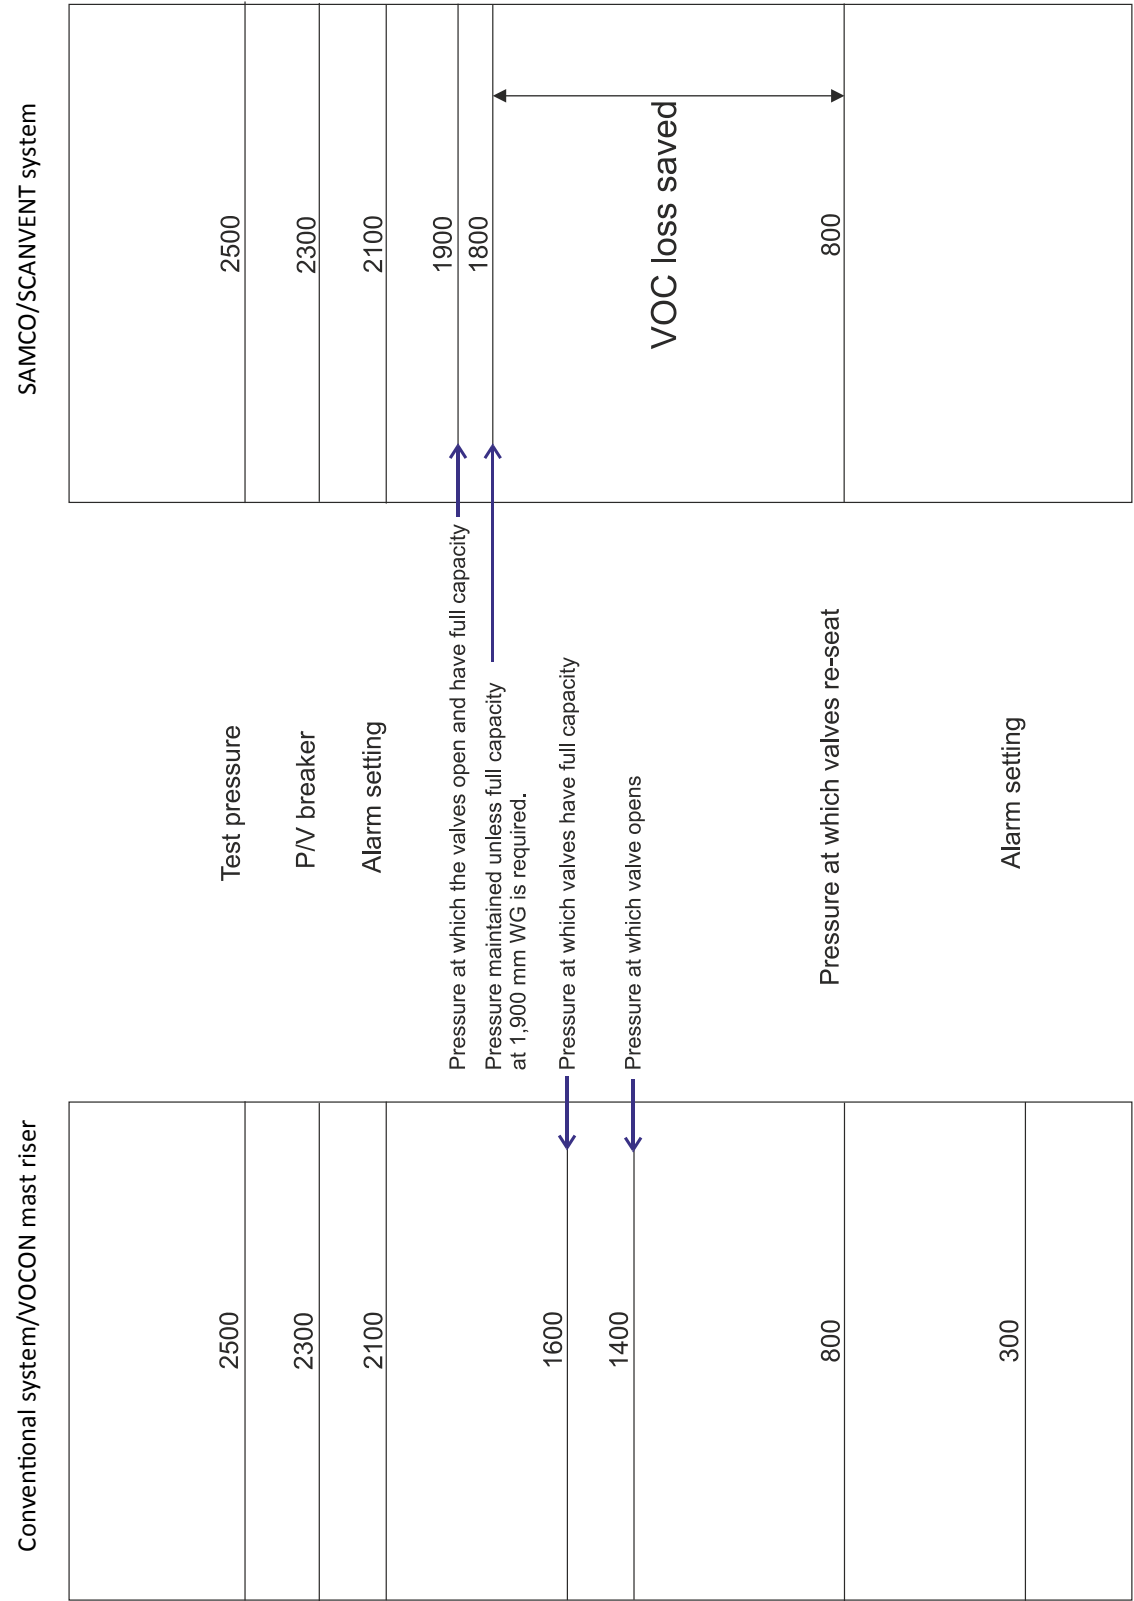 Conventional system/VOCON mast riser
SAMCO/SCANVENT system
2500
Test pressure
2500
2300
P/V breaker
2300
2100
Alarm setting
2100
Pressure at which the valves open and have full capacity
1900
Pressure maintained unless full capacity
at 1,900 mm WG is required.
1800
1600
Pressure at which valves have full capacity
1400
Pressure at which valve opens
VOC loss saved
800
Pressure at which valves re-seat
800
300
Alarm setting